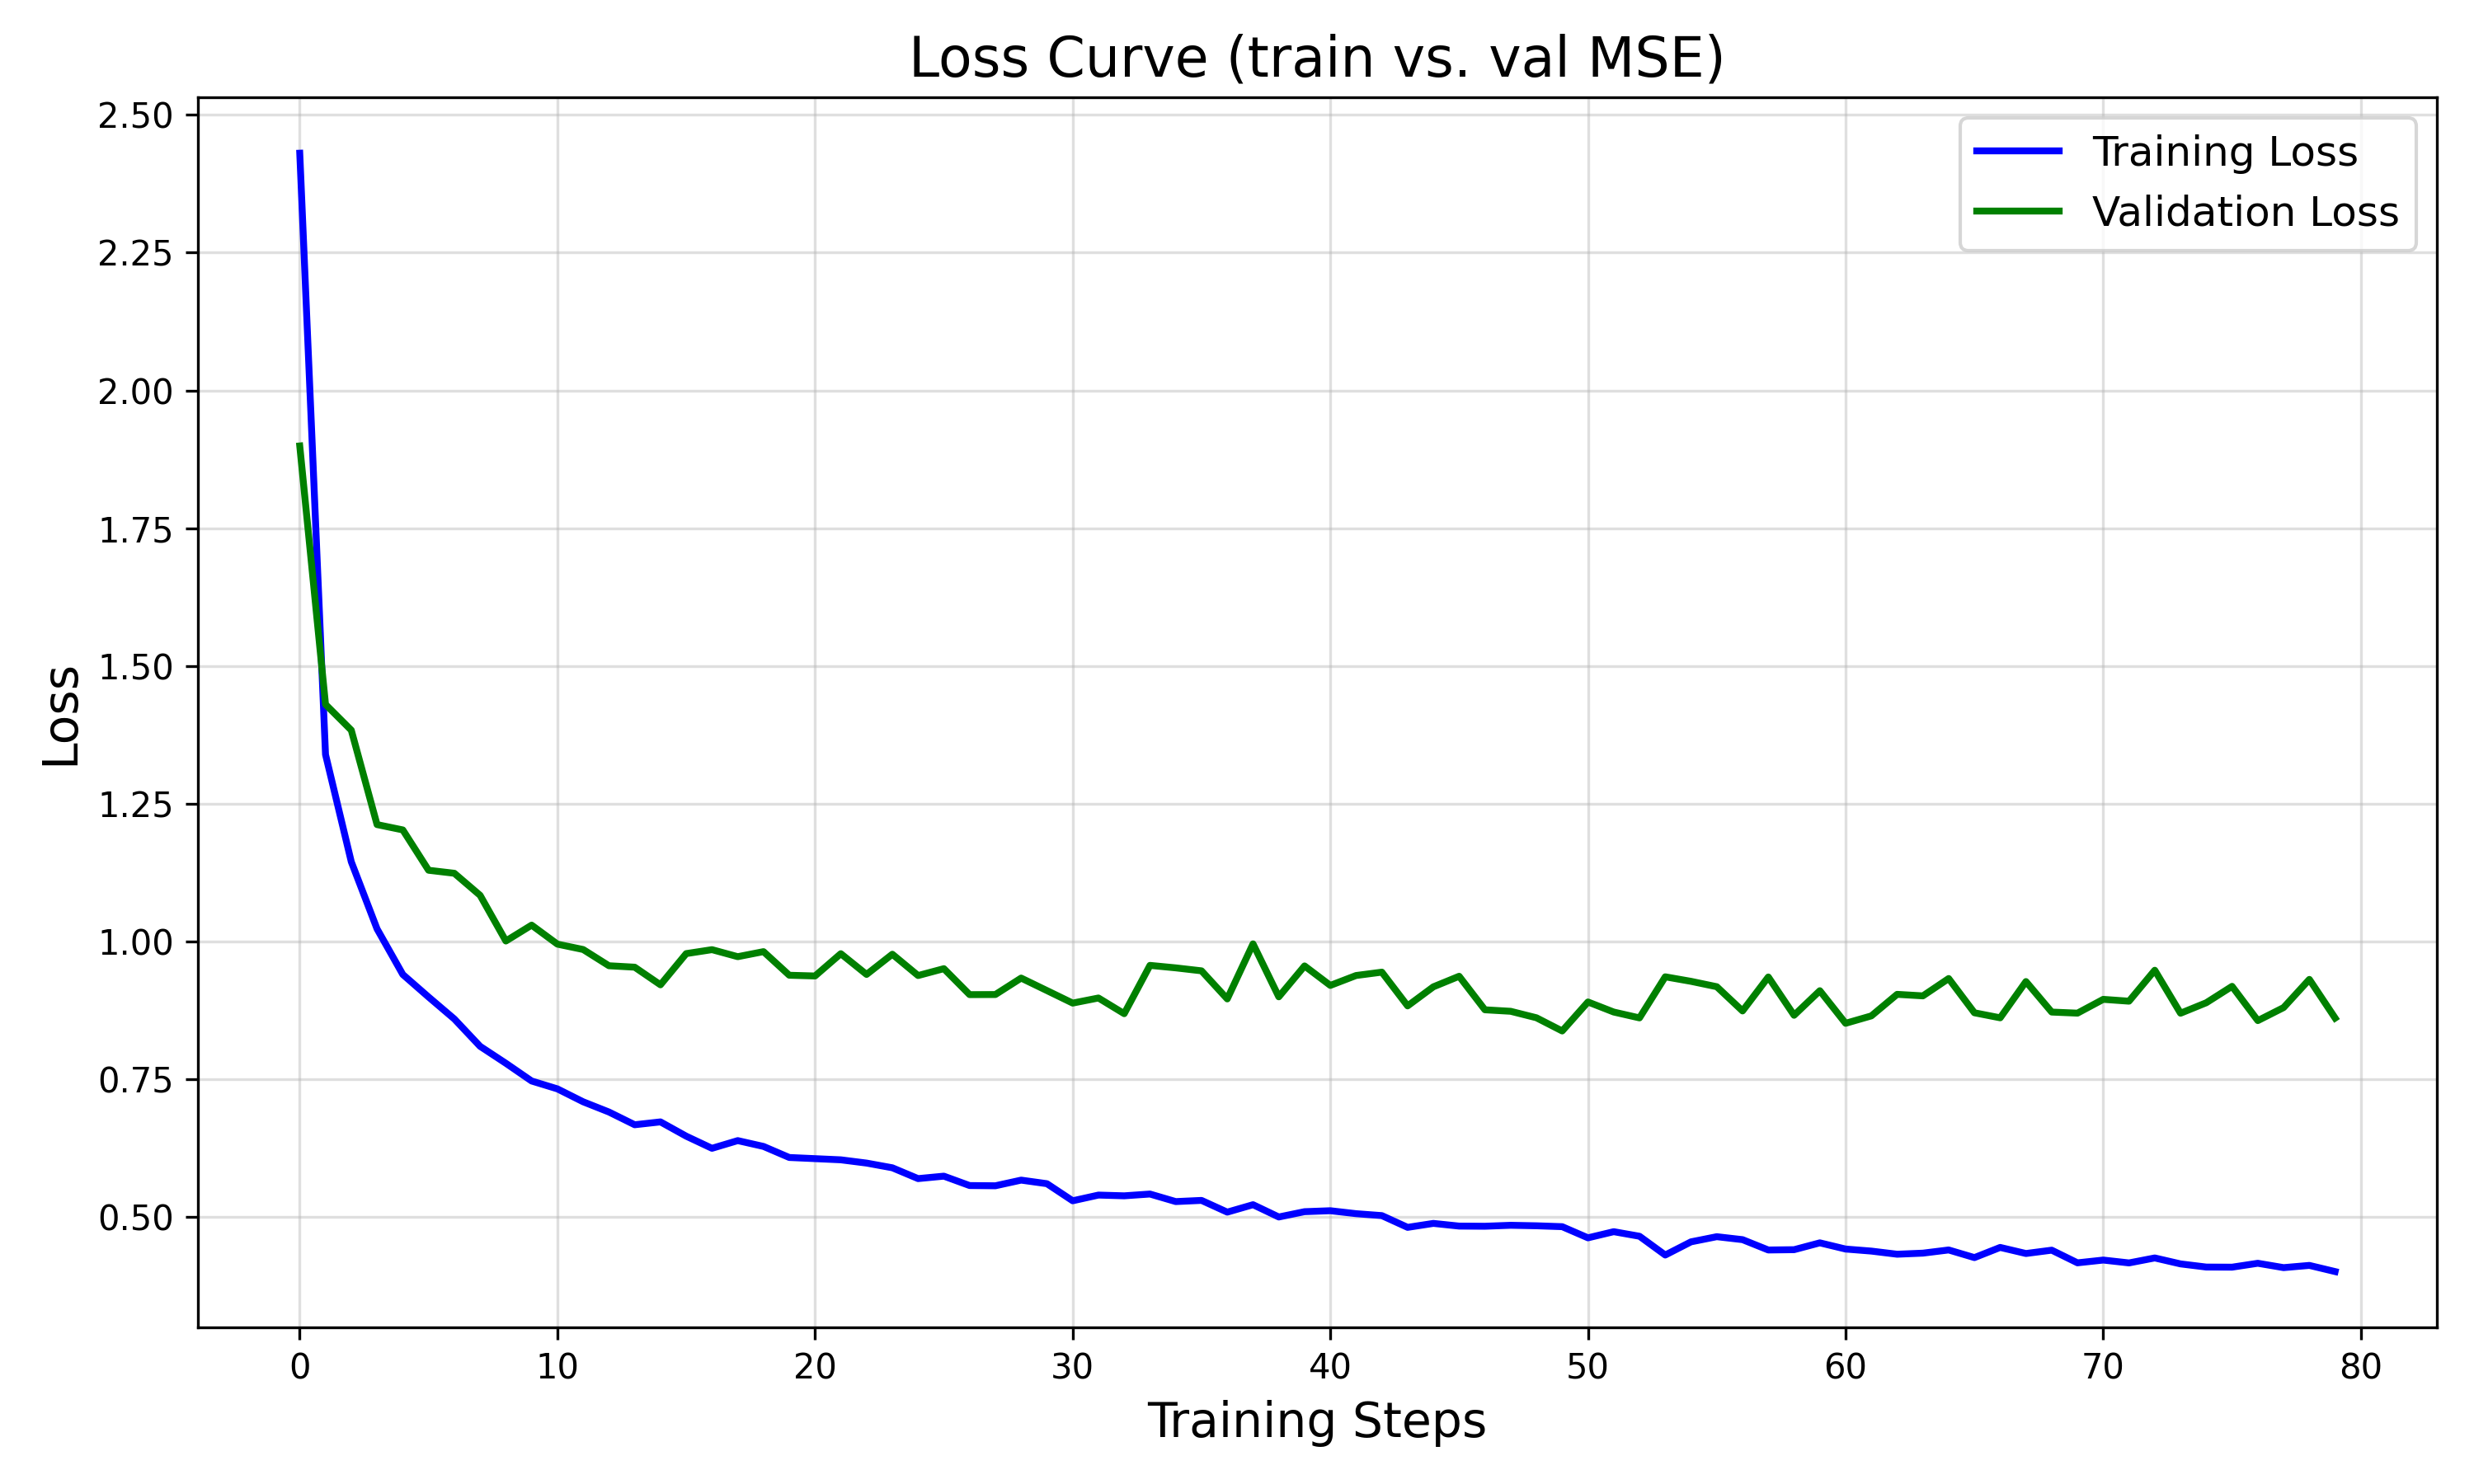 Loss Curve (train vs. val MSE)
Training Loss
Validation Loss
2.50
2.25
2.00
1.75
1.50
1.25
1.00
0.75
0.50
Loss
0 10 20 30 40 50 60 70 80
Training Steps